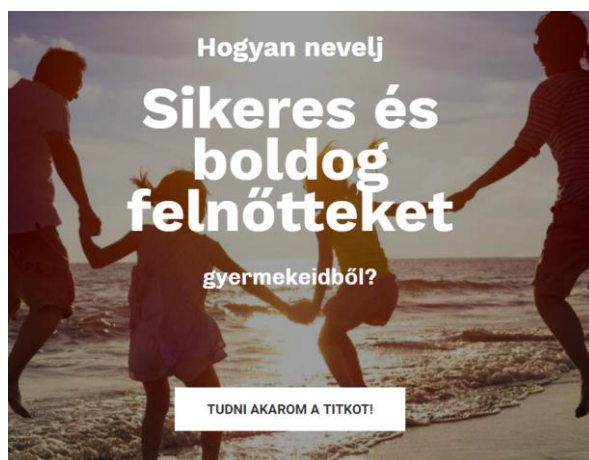 Hogyan nevelj
Sikeres és
boldog
felnőtteket
gyermekeidből?
TUDNI AKAROM A TITKOT!